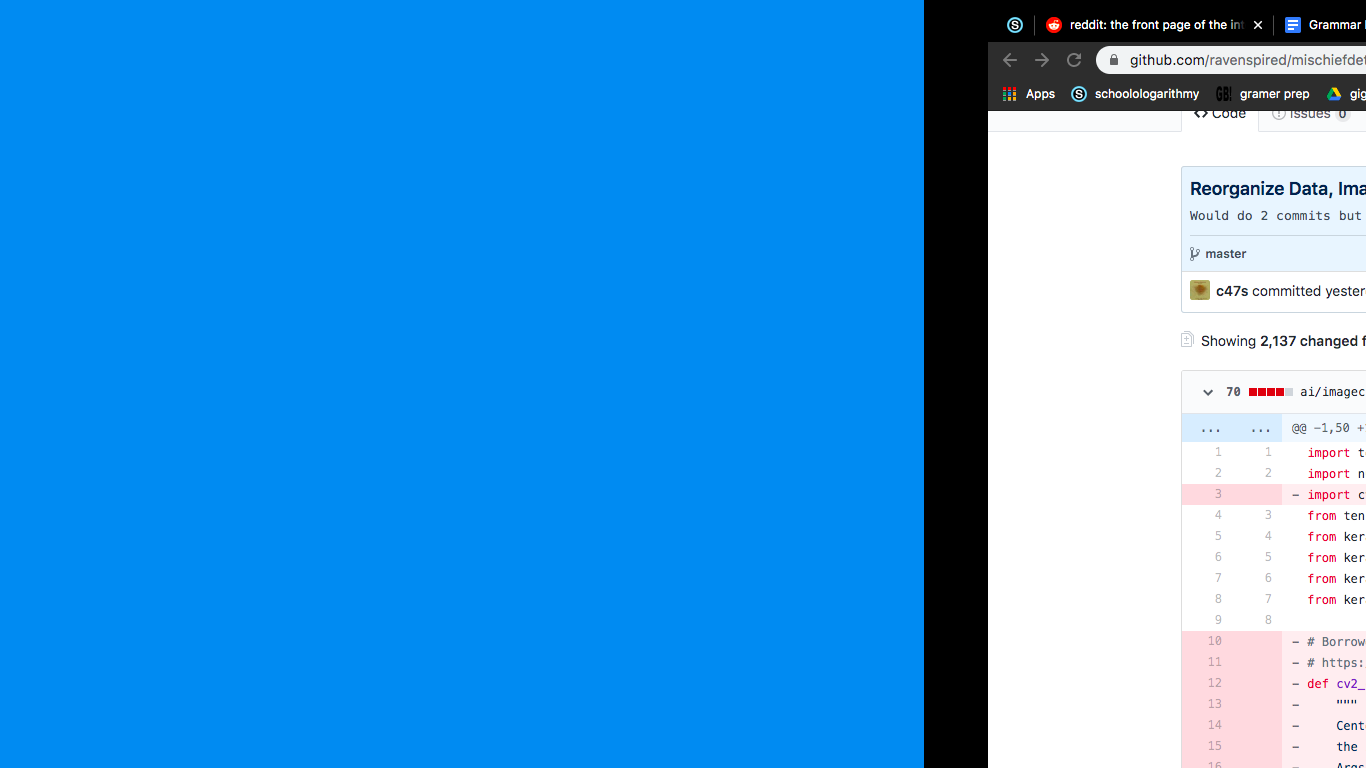 reddit: the front page of the int
Grammar
github.com/ravenspired/mischiefdet
Apps
schoolologarithmy
GB!
gramer prep
gig
Code
Issues 0
Reorganize Data, Ima
Would do 2 commits but
master
c47s committed yester
Showing 2,137 changed f
70 ai/imagec
... ... @@ -1,50 +
1 1 import t
2 2 import n
3 - import c
4 3 from ten
5 4 from ker
6 5 from ker
7 6 from ker
8 7 from ker
9 8
10 - # Borrow
11 - # https:
12 - def cv2_
13 - """
14 - Cent
15 - the
16 - Args